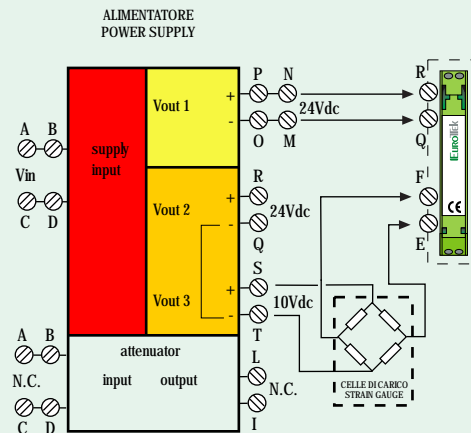 ALIMENTATORE
POWER SUPPLY
P N
R
Vout 1
+
24Vdc
A B
supply
input
-
O M
Q
EUROTEK
Vin
R
F
CE
C D
Vout 2
24Vdc
-
Q
E
S
+
Vout 3
10Vdc
-
T
A B
attenuator
L
N.C.
input output
N.C.
CELLE DI CARICO
STRAIN GAUGE
C D
I